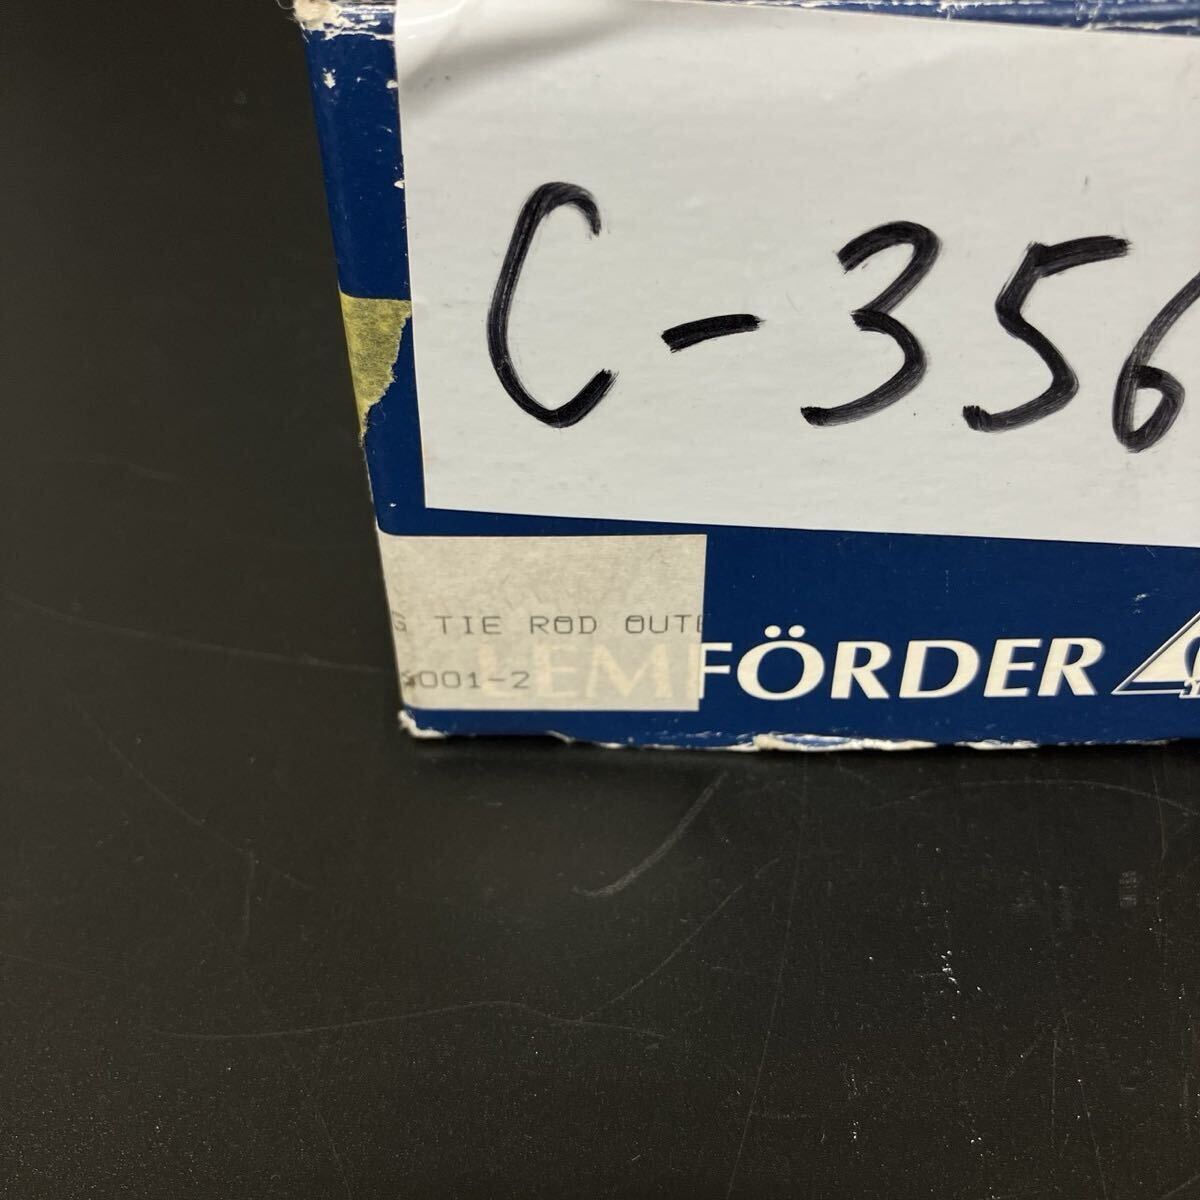 C-356
TIE ROD OUTE
001-2
LEMFÖRDER